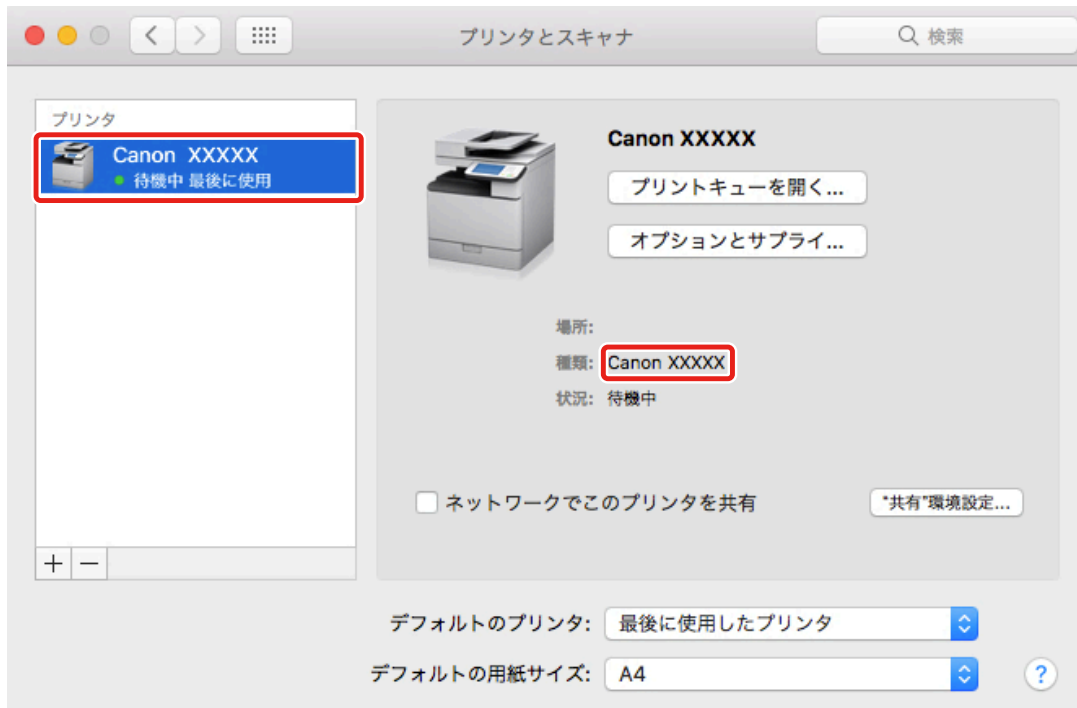 プリンタとスキャナ
検索
プリンタ
Canon XXXXX
待機中 最後に使用
Canon XXXXX
プリントキューを開く...
オプションとサプライ...
場所:
種類: Canon XXXXX
状況: 待機中
ネットワークでこのプリンタを共有
"共有"環境設定...
+ −
デフォルトのプリンタ: 最後に使用したプリンタ
デフォルトの用紙サイズ: A4
?